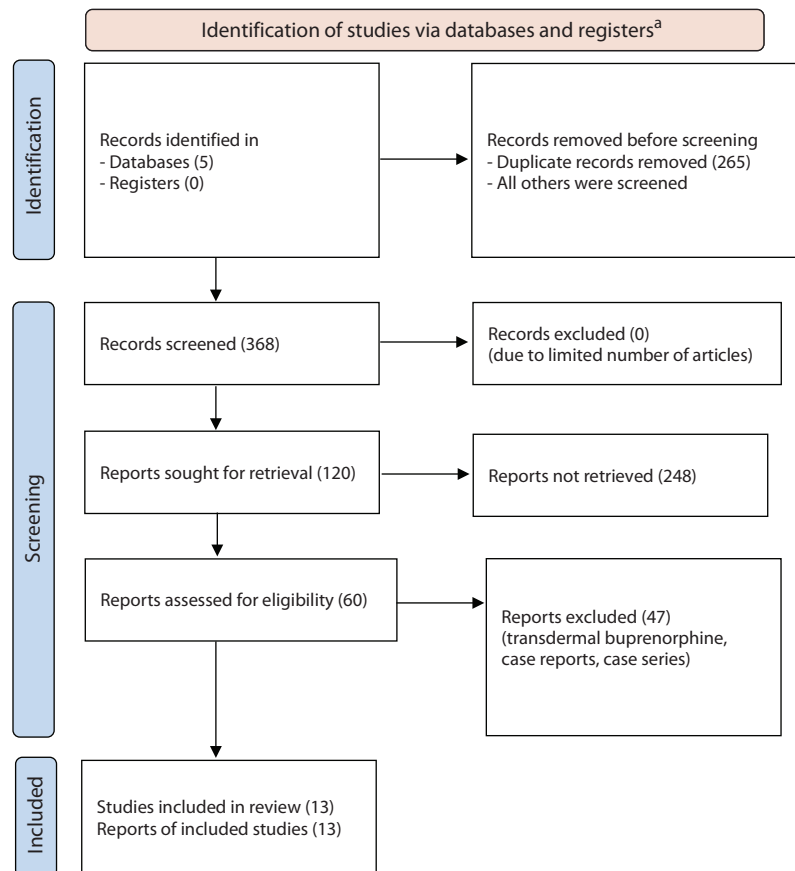 Identification of studies via databases and registersa
Identification
Records identified in
- Databases (5)
- Registers (0)
Records removed before screening
- Duplicate records removed (265)
- All others were screened
Screening
Records screened (368)
Records excluded (0)
(due to limited number of articles)
Reports sought for retrieval (120)
Reports not retrieved (248)
Reports assessed for eligibility (60)
Reports excluded (47)
(transdermal buprenorphine,
case reports, case series)
Included
Studies included in review (13)
Reports of included studies (13)